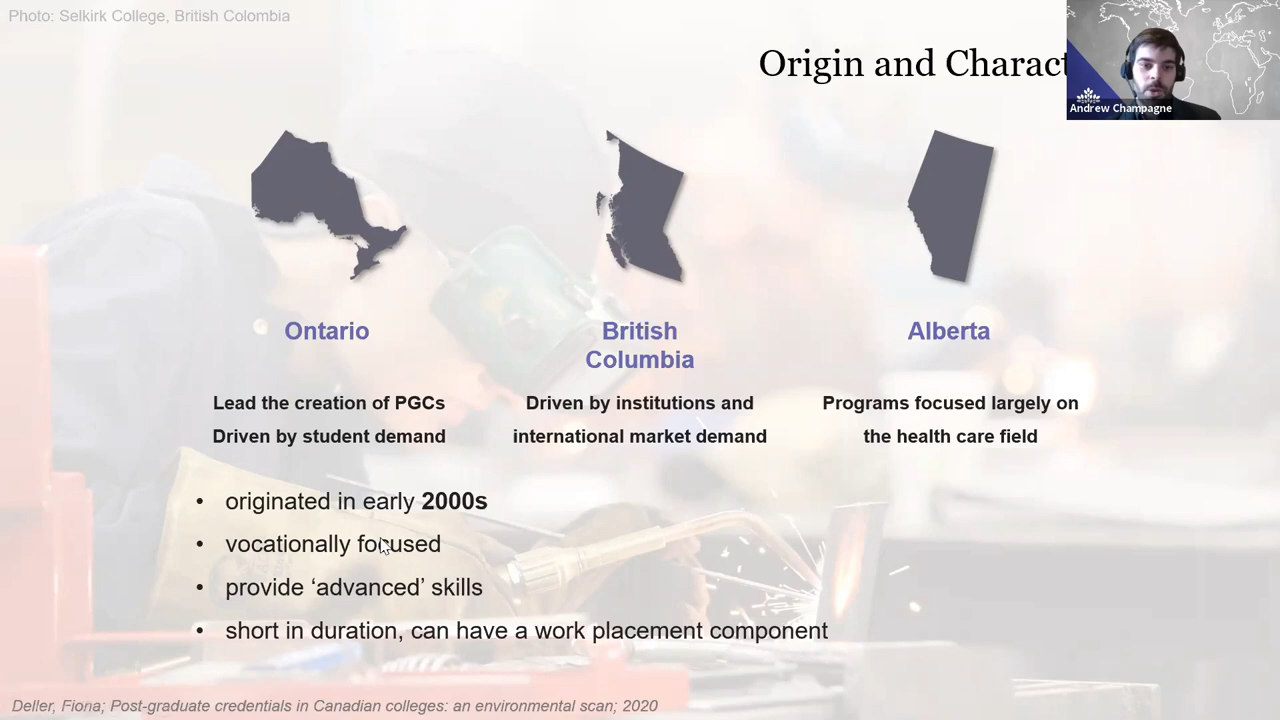 Photo: Selkirk College, British Colombia
Origin and Charact
Andrew Champagne
Ontario
Lead the creation of PGCs
Driven by student demand
British
Columbia
Driven by institutions and
international market demand
Alberta
Programs focused largely on
the health care field
• originated in early 2000s
• vocationally focused
• provide ‘advanced’ skills
• short in duration, can have a work placement component
Deller, Fiona; Post-graduate credentials in Canadian colleges: an environmental scan; 2020